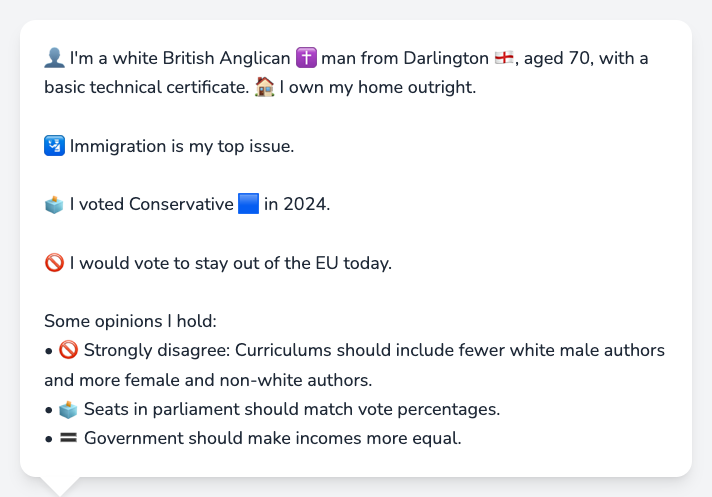 👤 I'm a white British Anglican ✝️ man from Darlington 🏴󠁧󠁢󠁥󠁮󠁧󠁿, aged 70, with a
basic technical certificate. 🏠 I own my home outright.
🛂 Immigration is my top issue.
🗳️ I voted Conservative 🟦 in 2024.
🚫 I would vote to stay out of the EU today.
Some opinions I hold:
• 🚫 Strongly disagree: Curriculums should include fewer white male authors
and more female and non-white authors.
• 🗳️ Seats in parliament should match vote percentages.
• 🟰 Government should make incomes more equal.